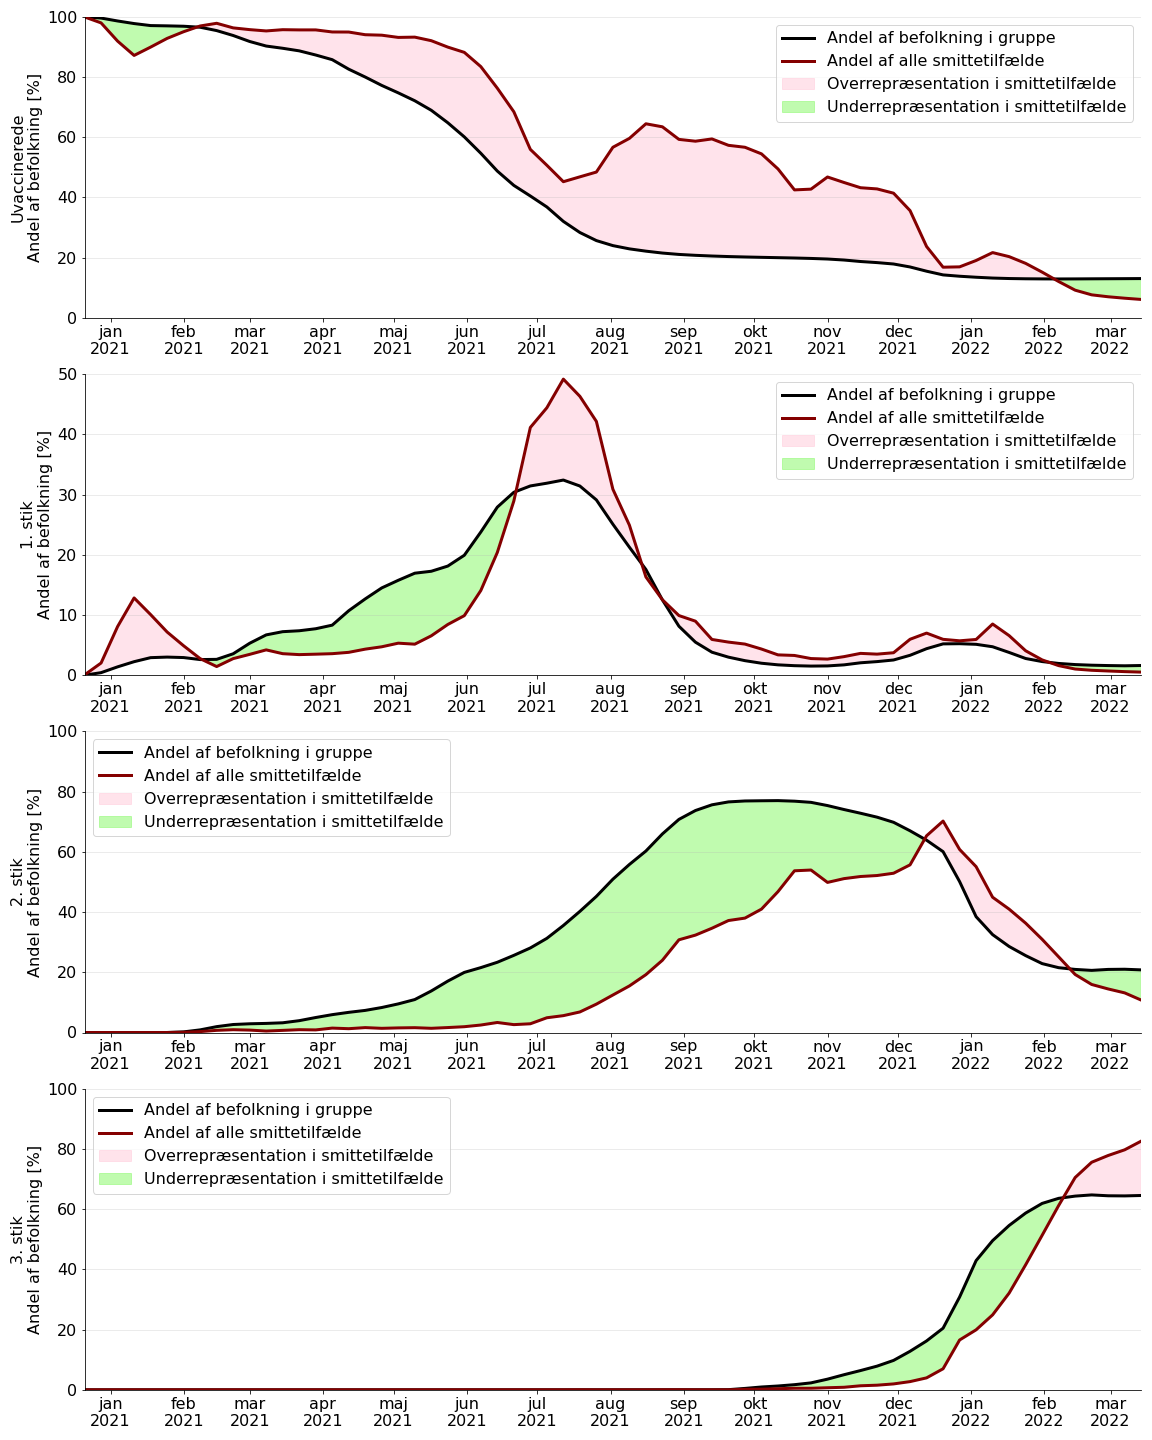 Uvaccinerede
Andel af befolkning [%]
100
80
60
40
20
0
Andel af befolkning i gruppe
Andel af alle smittetilfælde
Overrepræsentation i smittetilfælde
Underrepræsentation i smittetilfælde
jan feb mar apr maj jun jul aug sep okt nov dec jan feb mar
2021 2021 2021 2021 2021 2021 2021 2021 2021 2021 2021 2021 2022 2022 2022
1. stik
Andel af befolkning [%]
50
40
30
20
10
0
Andel af befolkning i gruppe
Andel af alle smittetilfælde
Overrepræsentation i smittetilfælde
Underrepræsentation i smittetilfælde
jan feb mar apr maj jun jul aug sep okt nov dec jan feb mar
2021 2021 2021 2021 2021 2021 2021 2021 2021 2021 2021 2021 2022 2022 2022
2. stik
Andel af befolkning [%]
100
80
60
40
20
0
Andel af befolkning i gruppe
Andel af alle smittetilfælde
Overrepræsentation i smittetilfælde
Underrepræsentation i smittetilfælde
jan feb mar apr maj jun jul aug sep okt nov dec jan feb mar
2021 2021 2021 2021 2021 2021 2021 2021 2021 2021 2021 2021 2022 2022 2022
3. stik
Andel af befolkning [%]
100
80
60
40
20
0
Andel af befolkning i gruppe
Andel af alle smittetilfælde
Overrepræsentation i smittetilfælde
Underrepræsentation i smittetilfælde
jan feb mar apr maj jun jul aug sep okt nov dec jan feb mar
2021 2021 2021 2021 2021 2021 2021 2021 2021 2021 2021 2021 2022 2022 2022